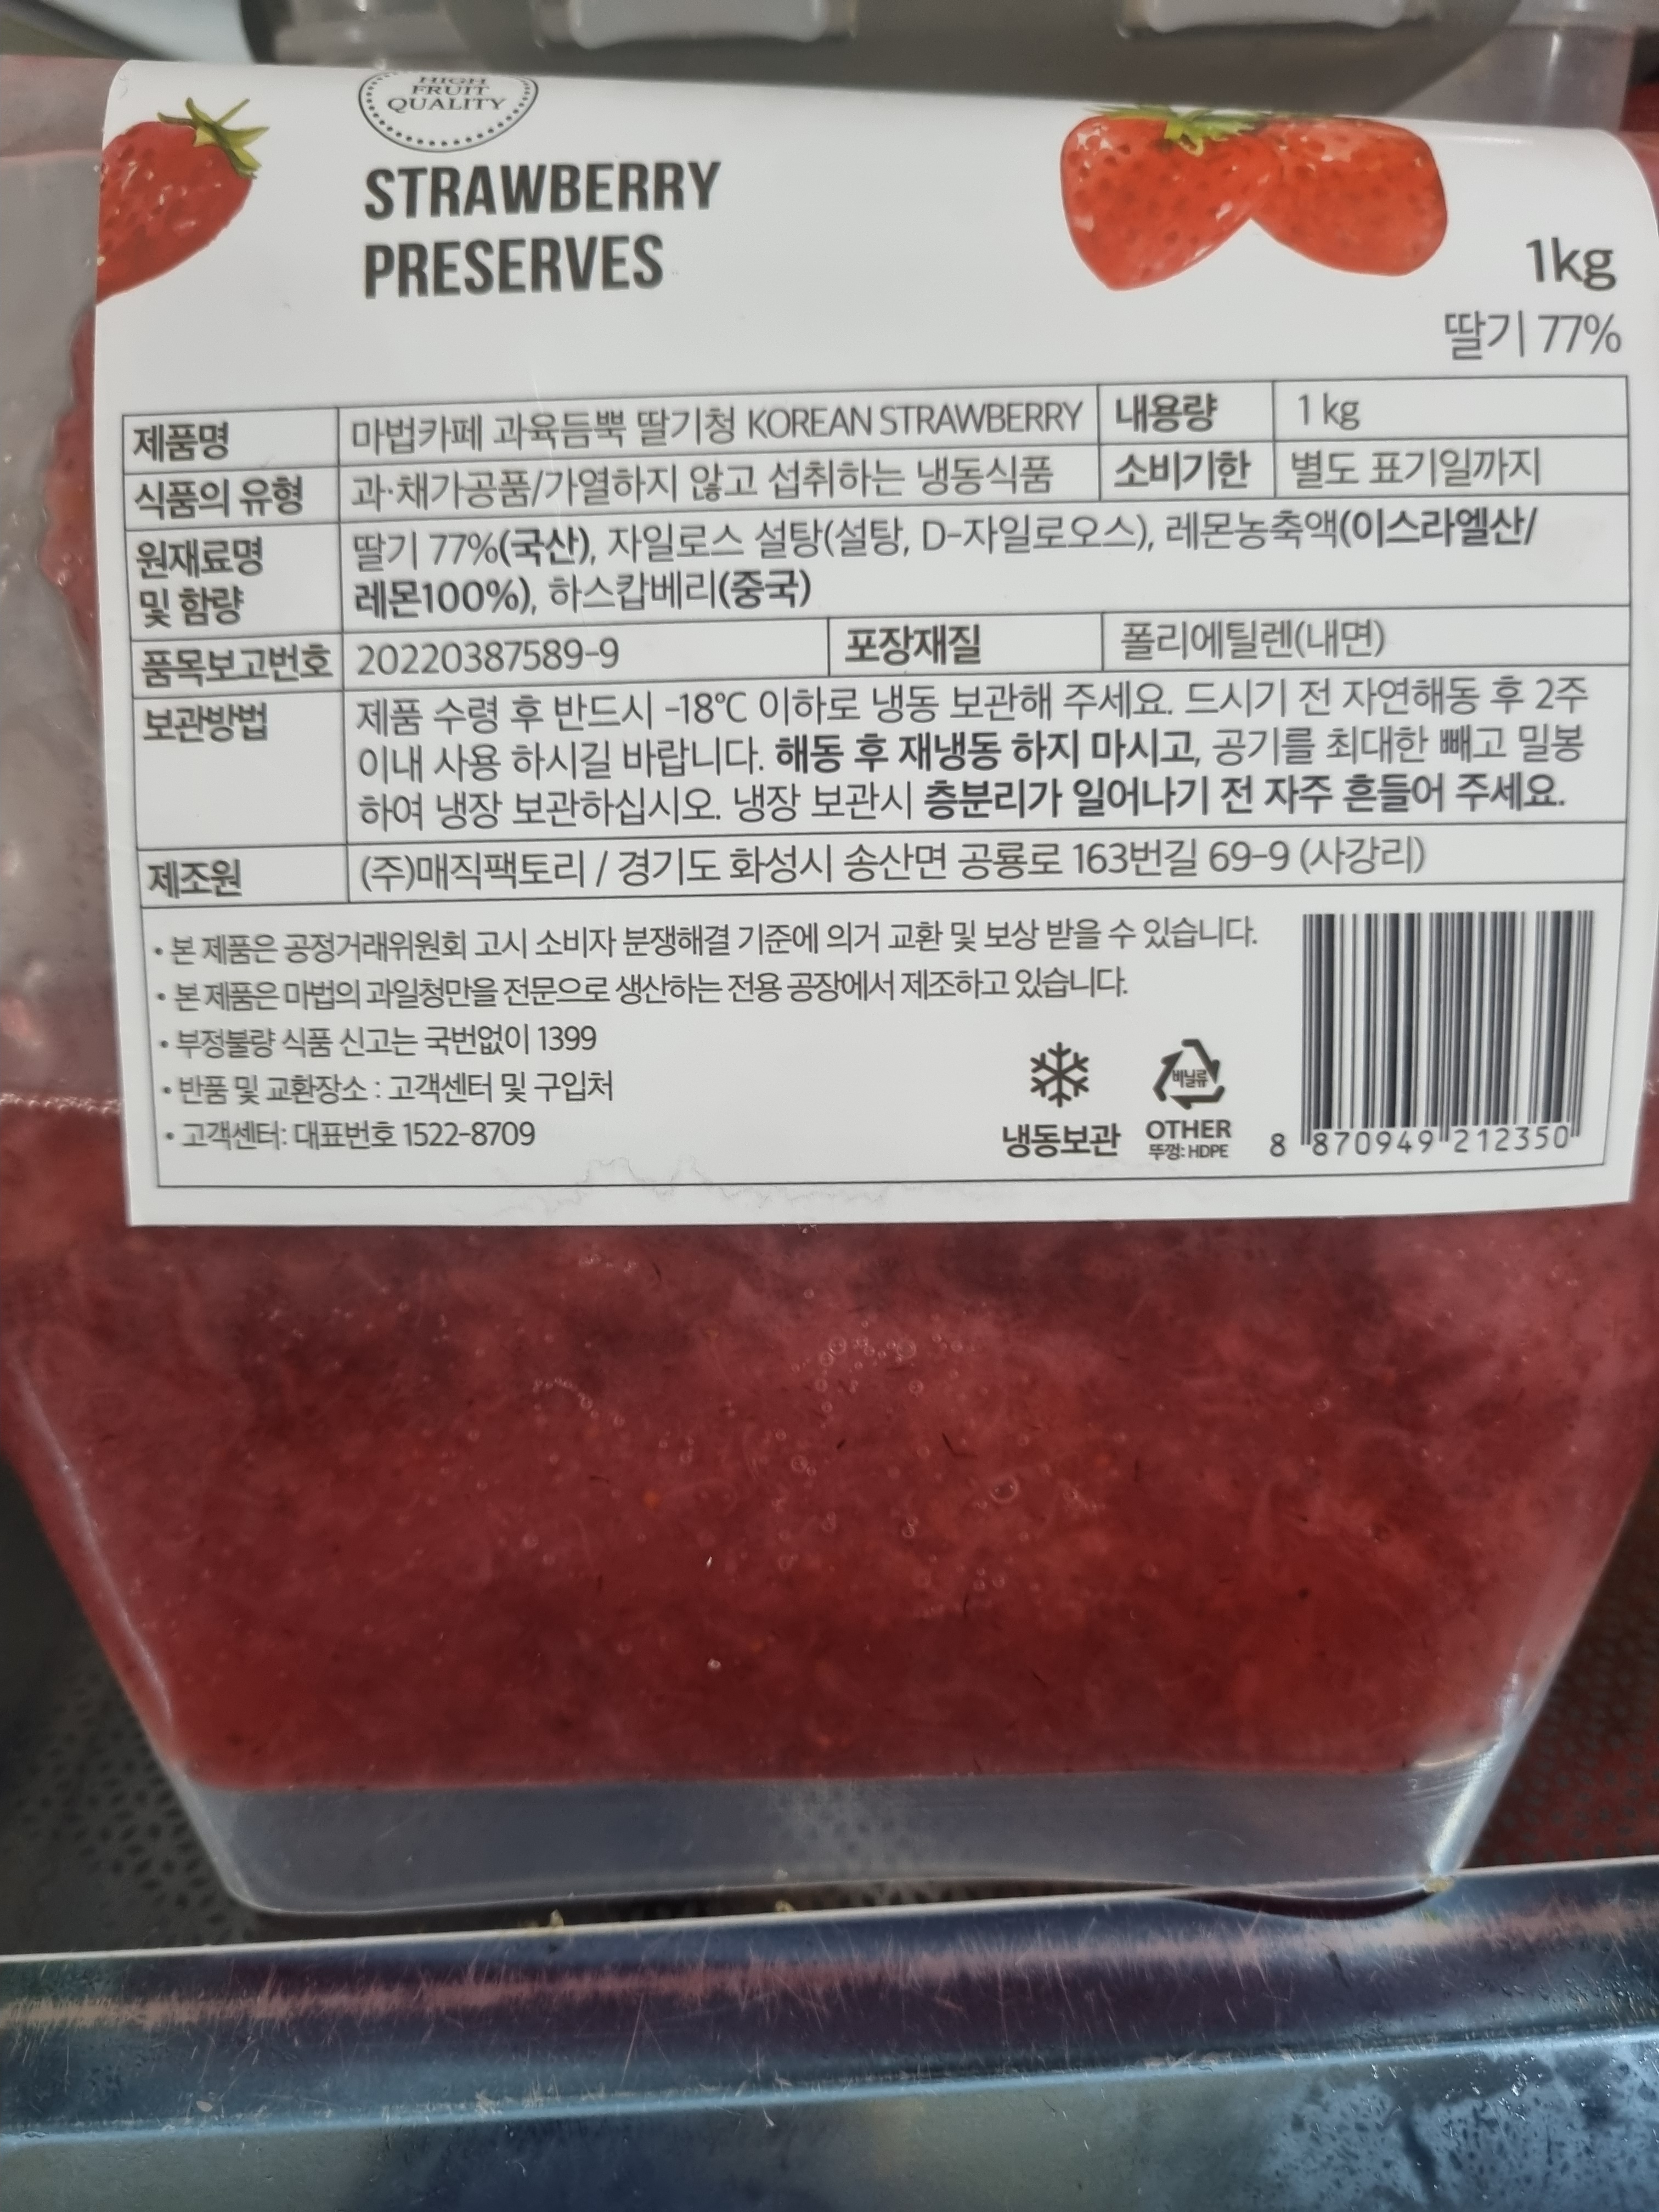 HIGH
FRUIT
QUALITY
STRAWBERRY
PRESERVES
1kg
딸기 77%
제품명 마법카페 과육듬뿍 딸기청 KOREAN STRAWBERRY 내용량 1 kg
식품의 유형 과·채가공품/가열하지 않고 섭취하는 냉동식품 소비기한 별도 표기일까지
원재료명 및 함량 딸기 77%(국산), 자일로스 설탕(설탕, D-자일로오스), 레몬농축액(이스라엘산/
레몬100%), 하스캅베리(중국)
품목보고번호 20220387589-9 포장재질 폴리에틸렌(내면)
보관방법 제품 수령 후 반드시 -18℃ 이하로 냉동 보관해 주세요. 드시기 전 자연해동 후 2주
이내 사용 하시길 바랍니다. 해동 후 재냉동 하지 마시고, 공기를 최대한 빼고 밀봉
하여 냉장 보관하십시오. 냉장 보관시 층분리가 일어나기 전 자주 흔들어 주세요.
제조원 (주)매직팩토리 / 경기도 화성시 송산면 공룡로 163번길 69-9 (사강리)
• 본 제품은 공정거래위원회 고시 소비자 분쟁해결 기준에 의거 교환 및 보상 받을 수 있습니다.
• 본 제품은 마법의 과일청만을 전문으로 생산하는 전용 공장에서 제조하고 있습니다.
• 부정불량 식품 신고는 국번없이 1399
• 반품 및 교환장소 : 고객센터 및 구입처
• 고객센터: 대표번호 1522-8709
냉동보관
비닐류
OTHER
뚜껑: HDPE
8 870949 212350